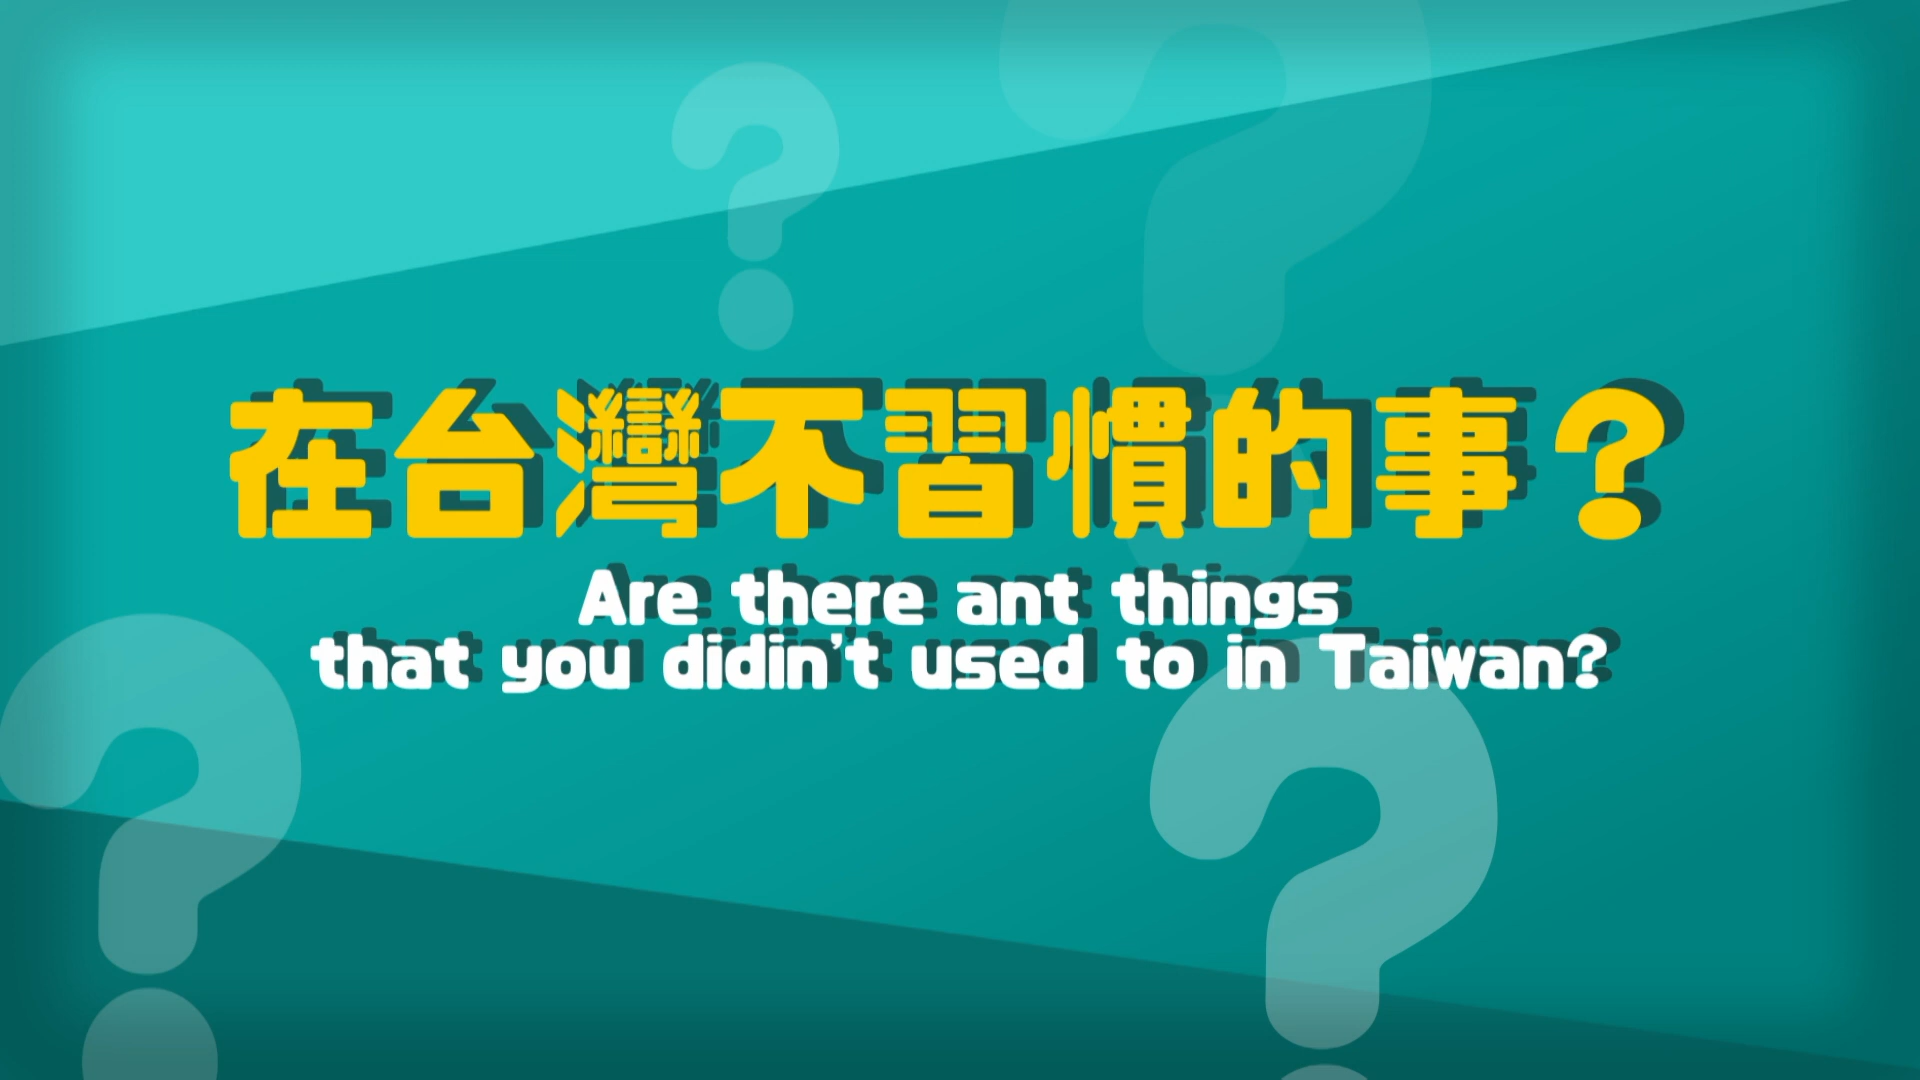 在台灣不習慣的事？
Are there ant things
that you didin't used to in Taiwan?